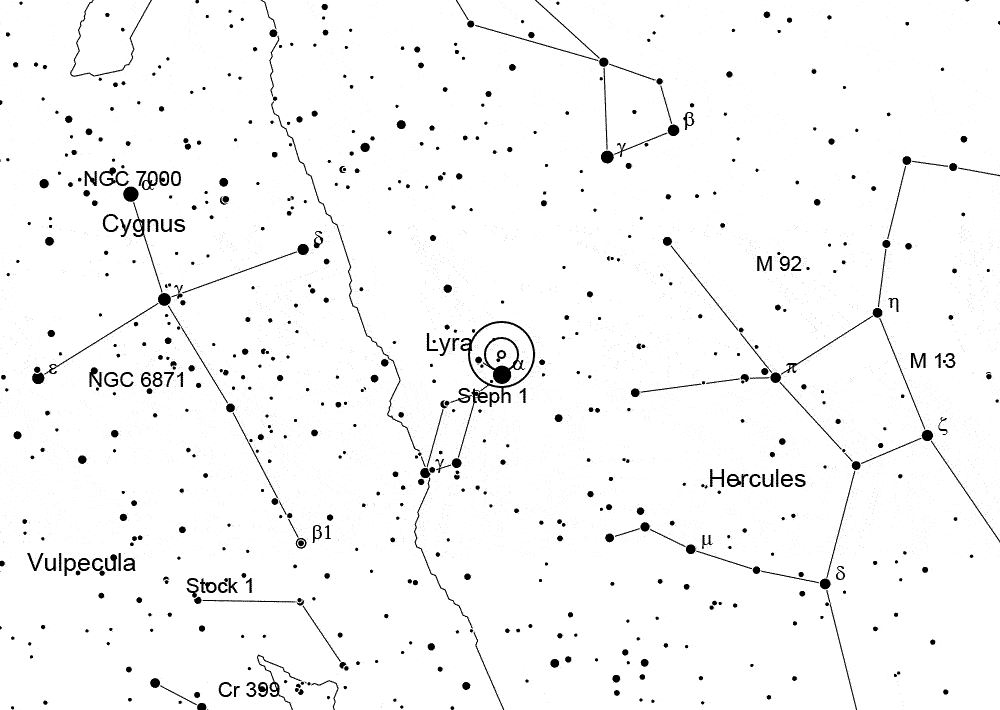 β
γ
NGC 7000
α
Cygnus
δ
M 92
γ
η
Lyra
α
M 13
ε
π
NGC 6871
Steph 1
ζ
γ
Hercules
β1
μ
Vulpecula
δ
Stock 1
Cr 399